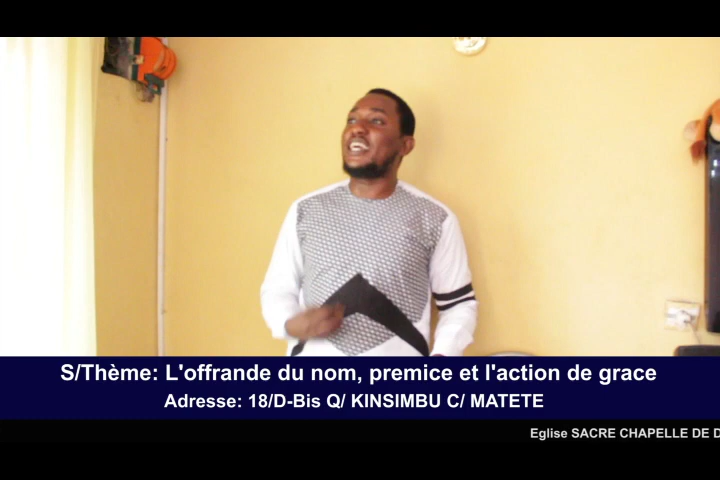 S/Thème: L'offrande du nom, premice et l'action de grace
Adresse: 18/D-Bis Q/ KINSIMBU C/ MATETE
Eglise SACRE CHAPELLE DE D